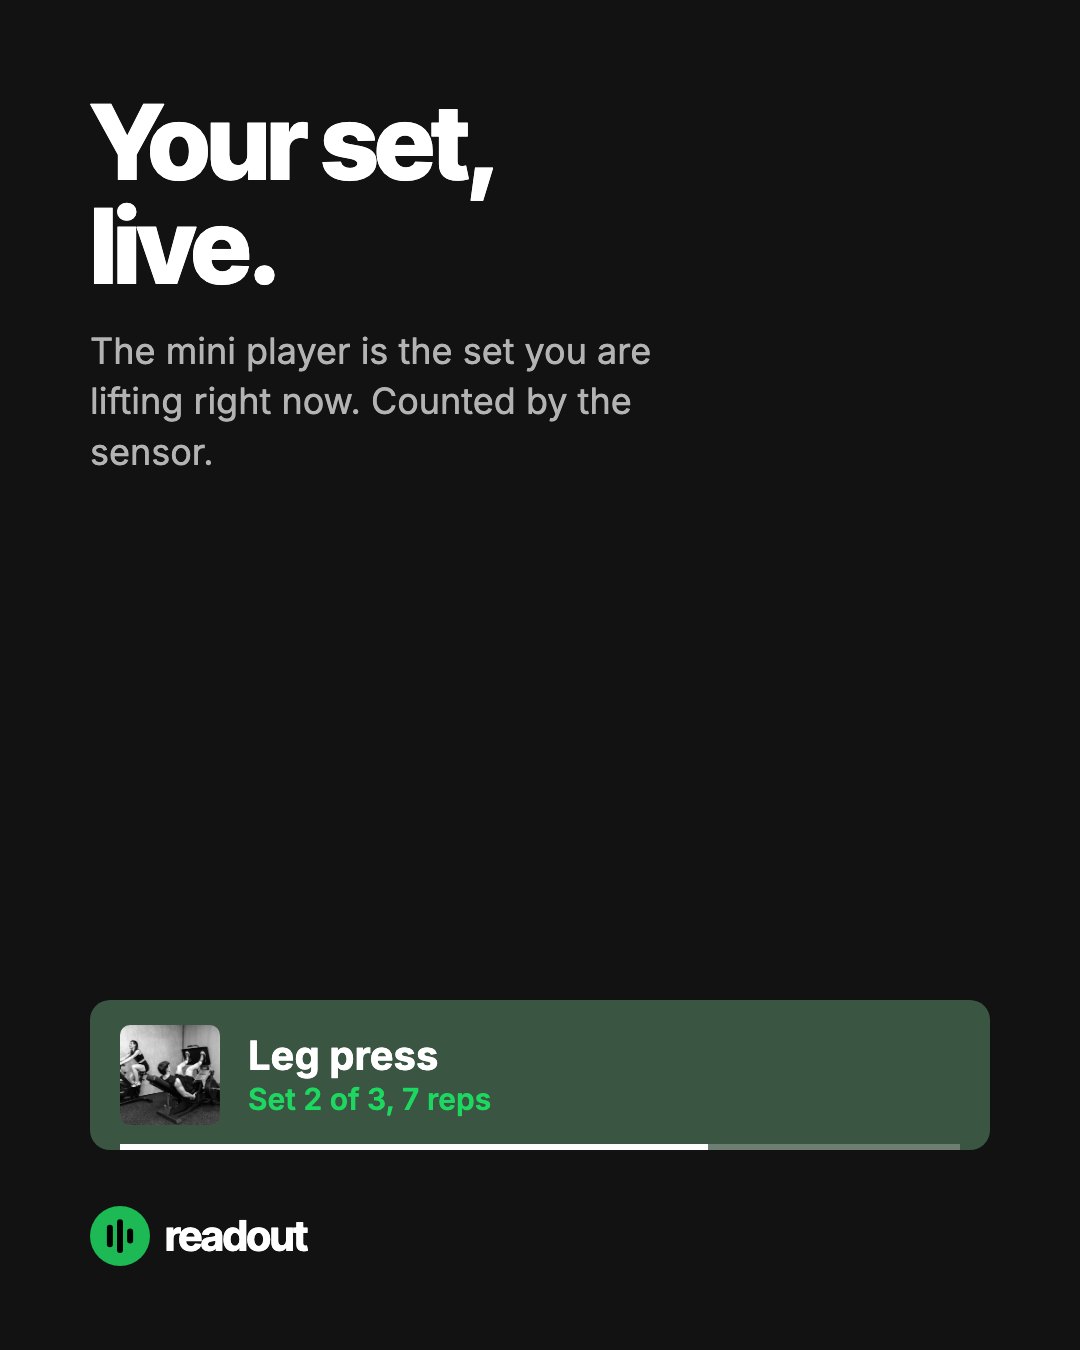 Your set,
live.
The mini player is the set you are
lifting right now. Counted by the
sensor.
Leg press
Set 2 of 3, 7 reps
readout